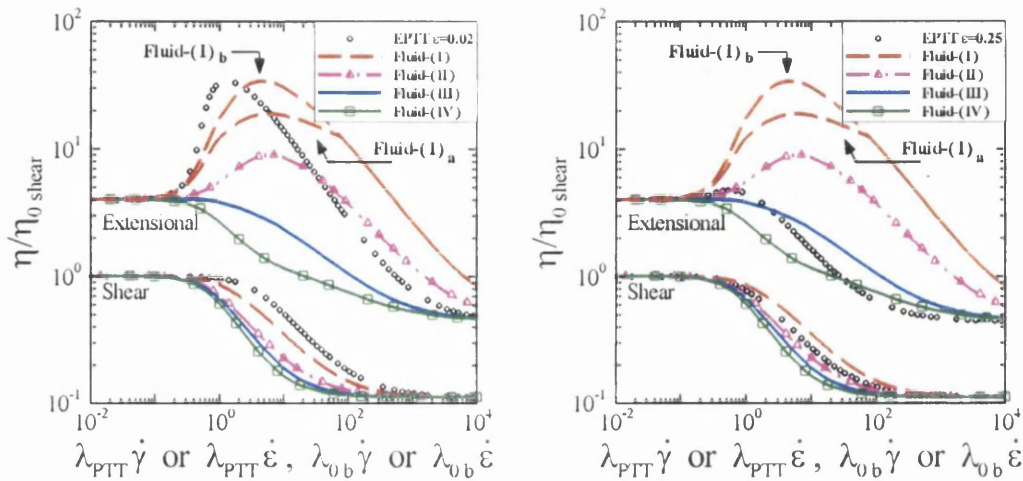 10²
10¹
10⁰
10⁻¹
η/η₀ shear
Fluid-(I)b
EPTT ε=0.02
Fluid-(I)
Fluid-(II)
Fluid-(III)
Fluid-(IV)
Fluid-(I)a
Extensional
Shear
10⁻² 10⁰ 10² 10⁴
λPTT γ̇ or λPTT ε̇, λ0b γ̇ or λ0b ε̇
10²
10¹
10⁰
10⁻¹
η/η₀ shear
Fluid-(I)b
EPTT ε=0.25
Fluid-(I)
Fluid-(II)
Fluid-(III)
Fluid-(IV)
Fluid-(I)a
Extensional
Shear
10⁻² 10⁰ 10² 10⁴
λPTT γ̇ or λPTT ε̇, λ0b γ̇ or λ0b ε̇